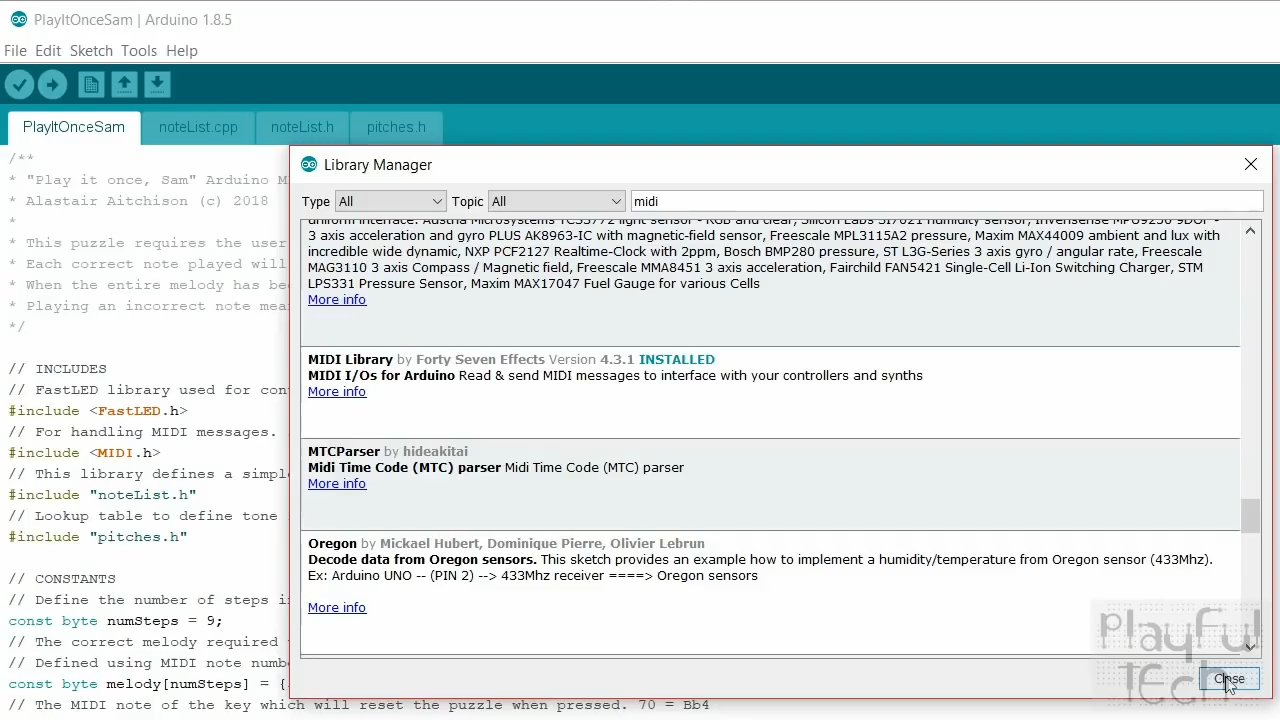 PlayItOnceSam | Arduino 1.8.5
File Edit Sketch Tools Help
PlayItOnceSam noteList.cpp noteList.h pitches.h
/**
* "Play it once, Sam" Arduino M
* Alastair Aitchison (c) 2018
*
* This puzzle requires the user
* Each correct note played will
* When the entire melody has be
* Playing an incorrect note mea
*/
// INCLUDES
// FastLED library used for con
#include <FastLED.h>
// For handling MIDI messages.
#include <MIDI.h>
// This library defines a simpl
#include "noteList.h"
// Lookup table to define tone
#include "pitches.h"
// CONSTANTS
// Define the number of steps i
const byte numSteps = 9;
// The correct melody required
// Defined using MIDI note numb
const byte melody[numSteps] = {
// The MIDI note of the key which will reset the puzzle when pressed. 70 = Bb4
Library Manager
Type All Topic All midi
3 axis acceleration and gyro PLUS AK8963-IC with magnetic-field sensor, Freescale MPL3115A2 pressure, Maxim MAX44009 ambient and lux with
incredible wide dynamic, NXP PCF2127 Realtime-Clock with 2ppm, Bosch BMP280 pressure, ST L3G-Series 3 axis gyro / angular rate, Freescale
MAG3110 3 axis Compass / Magnetic field, Freescale MMA8451 3 axis acceleration, Fairchild FAN5421 Single-Cell Li-Ion Switching Charger, STM
LPS331 Pressure Sensor, Maxim MAX17047 Fuel Gauge for various Cells
More info
MIDI Library by Forty Seven Effects Version 4.3.1 INSTALLED
MIDI I/Os for Arduino Read & send MIDI messages to interface with your controllers and synths
More info
MTCParser by hideakitai
Midi Time Code (MTC) parser Midi Time Code (MTC) parser
More info
Oregon by Mickael Hubert, Dominique Pierre, Olivier Lebrun
Decode data from Oregon sensors. This sketch provides an example how to implement a humidity/temperature from Oregon sensor (433Mhz).
Ex: Arduino UNO -- (PIN 2) --> 433Mhz receiver ====> Oregon sensors
More info
Close
PlayFul
TECH